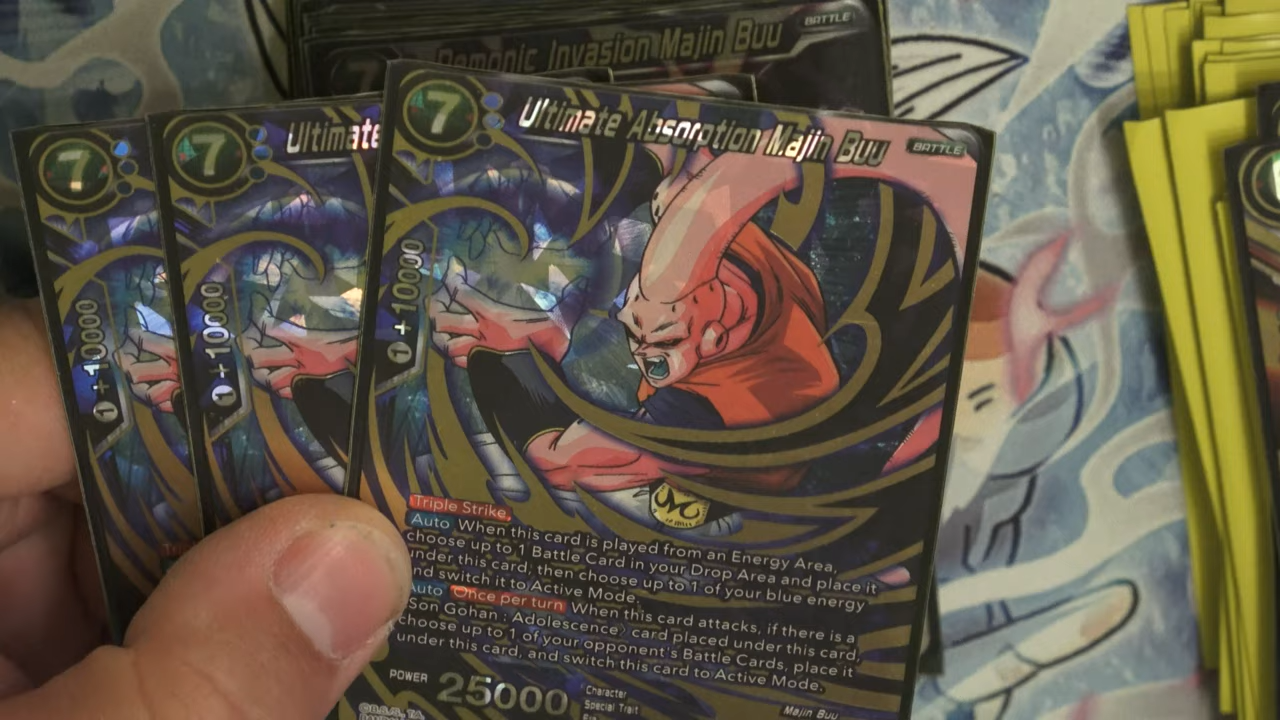 Demonic Invasion Majin Buu
BATTLE
7
7
Ultimate
7
Ultimate Absorption Majin Buu
BATTLE
1 +10000
1 +10000
1 +10000
Triple Strike
Auto When this card is played from an Energy Area,
choose up to 1 Battle Card in your Drop Area and place it
under this card, then choose up to 1 of your blue energy
and switch it to Active Mode.
Auto Once per turn When this card attacks, if there is a
Son Gohan : Adolescence〉 card placed under this card,
choose up to 1 of your opponent's Battle Cards, place it
under this card, and switch this card to Active Mode.
POWER 25000
Character
Majin Buu
Special Trait